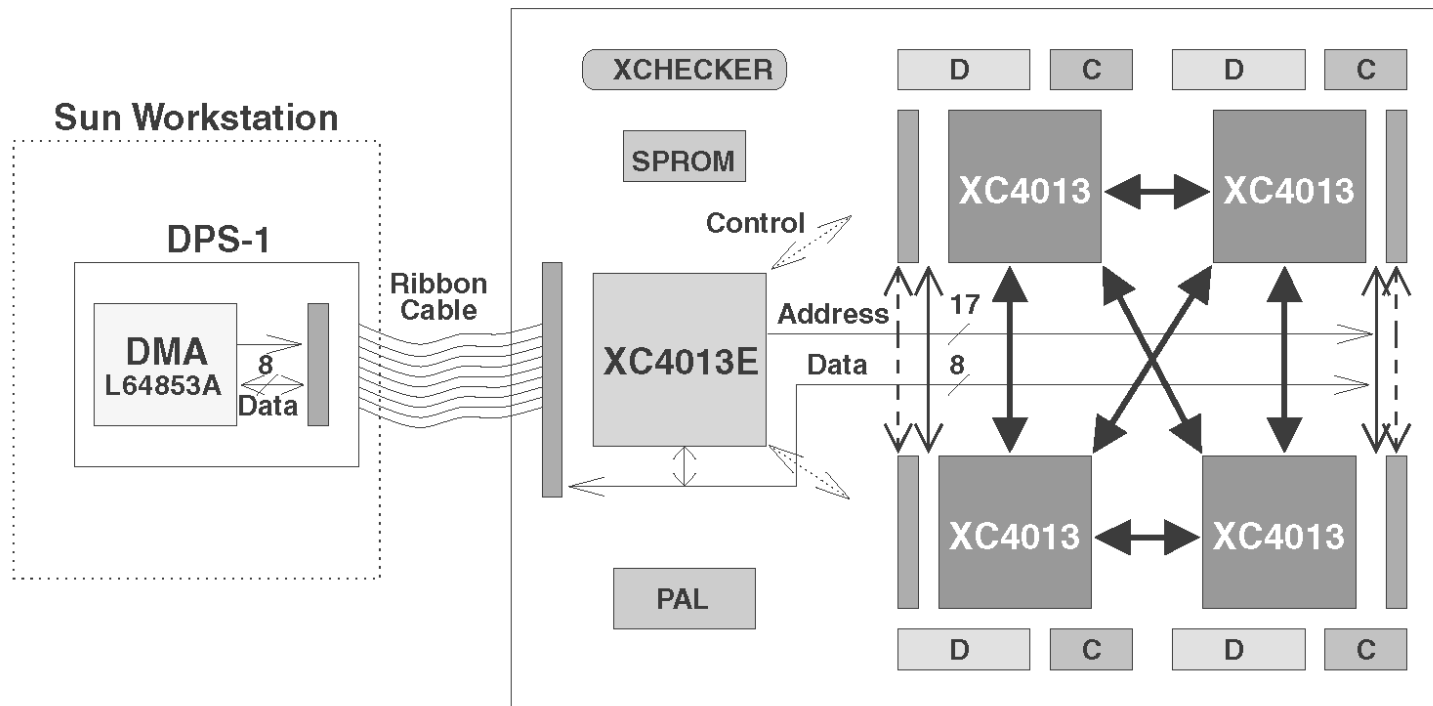 Sun Workstation
DPS-1
DMA
L64853A
8
Data
Ribbon
Cable
XCHECKER
SPROM
Control
XC4013E
Address
17
Data
8
PAL
D
C
D
C
XC4013
XC4013
XC4013
XC4013
D
C
D
C